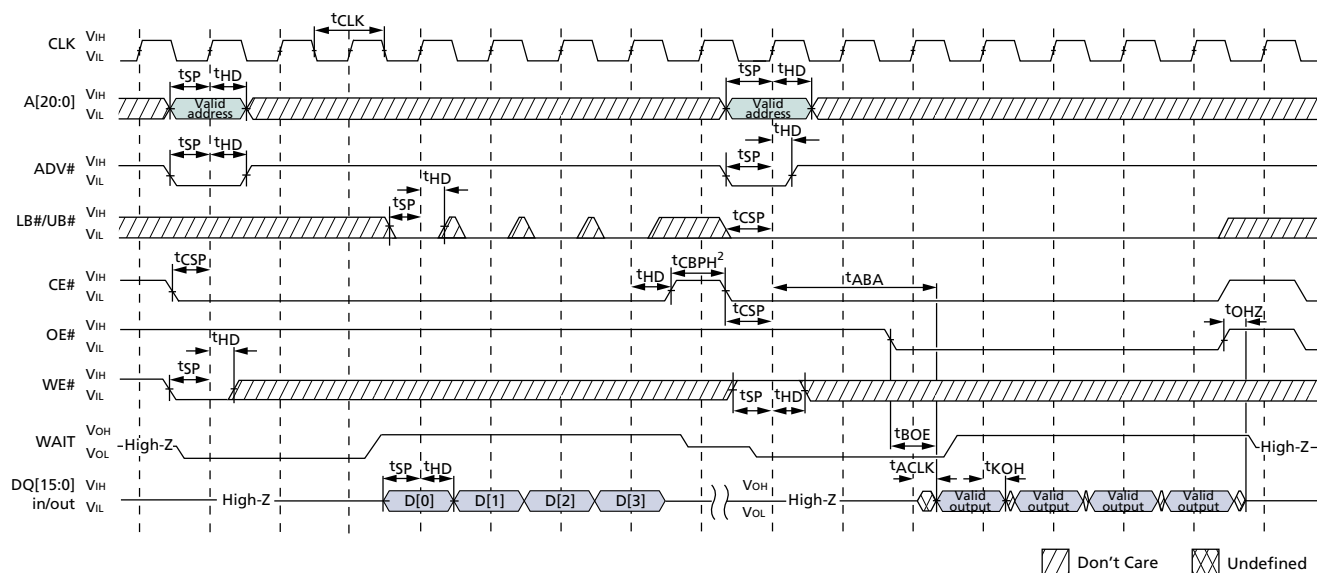 CLK VIH VIL tCLK
A[20:0] VIH VIL tSP tHD Valid address tSP tHD Valid address
ADV# VIH VIL tSP tHD tSP tHD
LB#/UB# VIH VIL tSP tHD tCSP
CE# VIH VIL tCSP tHD tCBPH2 tABA
OE# VIH VIL tCSP tOHZ
WE# VIH VIL tSP tHD tSP tHD
WAIT VOH VOL High-Z tBOE High-Z
DQ[15:0] in/out VIH VIL High-Z tSP tHD D[0] D[1] D[2] D[3] VOH VOL High-Z tACLK tKOH Valid output Valid output Valid output Valid output
Don't Care Undefined